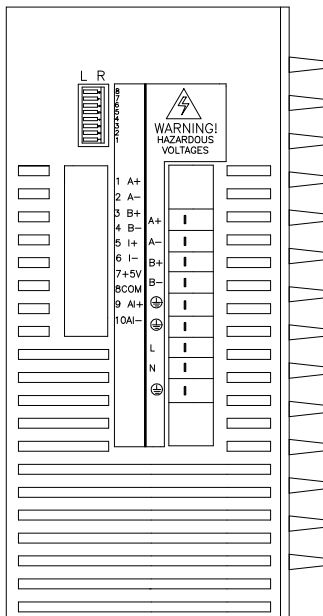 L R
8
7
6
5
4
3
2
1
WARNING!
HAZARDOUS
VOLTAGES
1 A+
2 A-
3 B+
4 B-
5 I+
6 I-
7+5V
8COM
9 AI+
10AI-
A+
A-
B+
B-
L
N